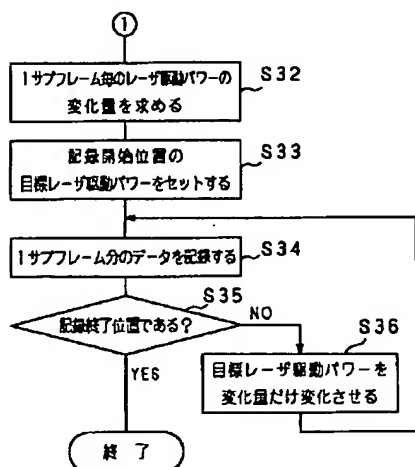 1
1サブフレーム毎のレーザ駆動パワーの
変化量を求める
S32
記録開始位置の
目標レーザ駆動パワーをセットする
S33
1サブフレーム分のデータを記録する
S34
記録終了位置である?
S35
NO
YES
目標レーザ駆動パワーを
変化量だけ変化させる
S36
終了